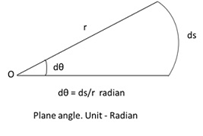 r
ds
dθ
O
dθ = ds/r radian
Plane angle. Unit - Radian